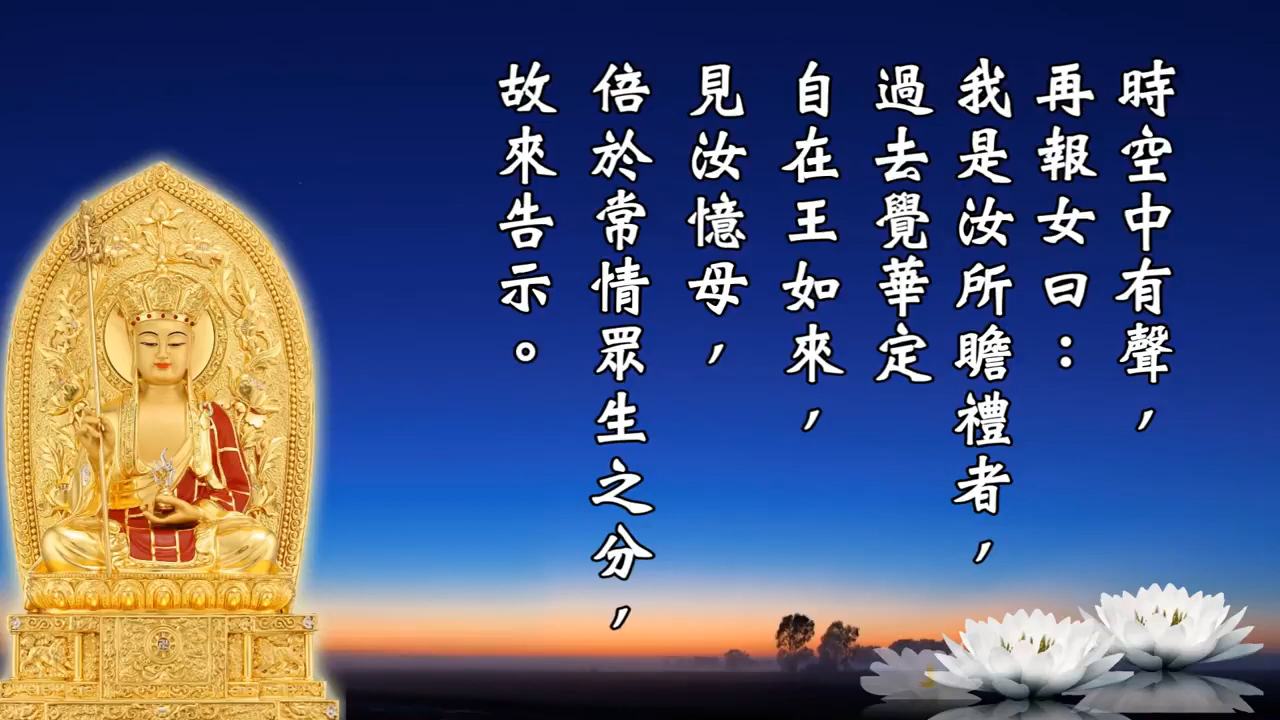 時空中有聲，
再報女曰：
我是汝所瞻禮者，
過去覺華定
自在王如來，
見汝憶母，
倍於常情眾生之分，
故來告示。